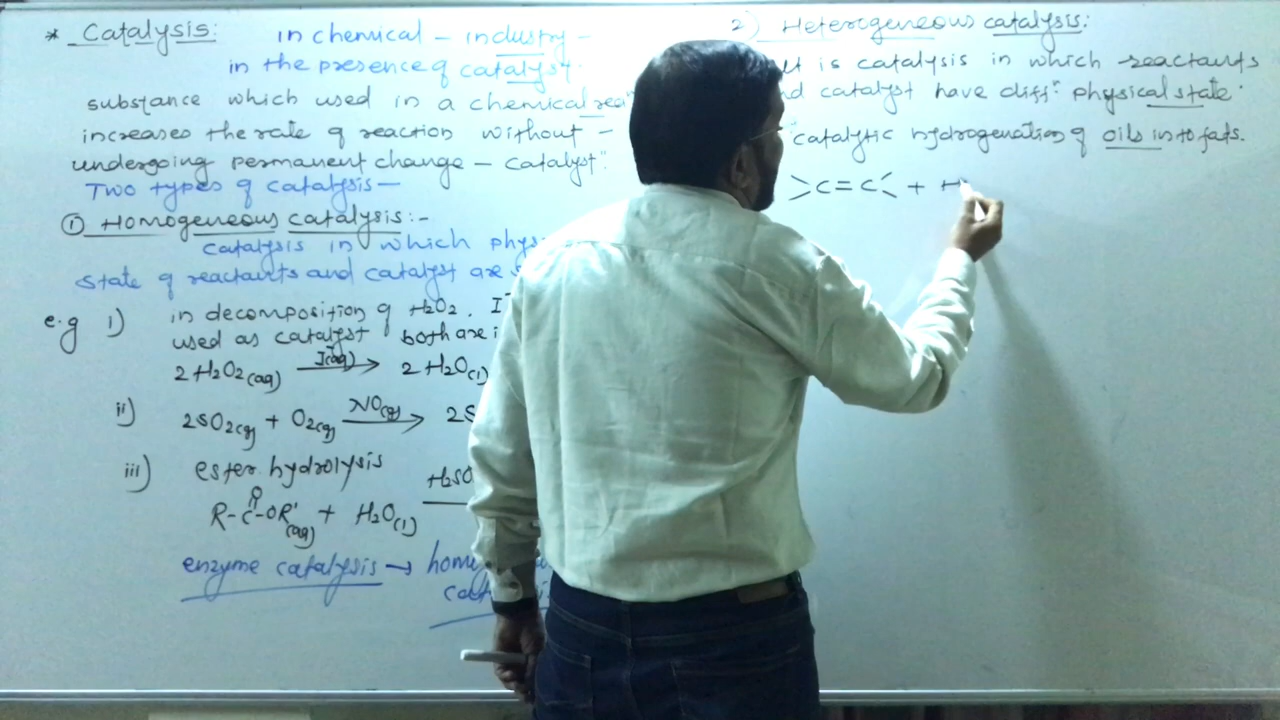 * Catalysis:
in chemical - industry -
in the presence of catalyst.
substance which used in a chemical rea"
increases the rate of reaction without -
undergoing permanent change - catalyst"
Two types of catalysis -
① Homogeneous catalysis:-
catalysis in which phys
state of reactants and catalyst are
e.g i) in decomposition of H2O2. I-
used as catalyst both are i
2 H2O2(aq) I-(aq) → 2 H2O(l)
ii) 2SO2(g) + O2(g) NO(g) → 2S
iii) ester hydrolysis
R-C(=O)-OR'(aq) + H2O(l) H2SO
enzyme catalysis → homo
cat
2) Heterogeneous catalysis:
It is catalysis in which reactants
nd catalyst have diff" physical state.
catalytic hydrogenation of oils into fats.
>C=C< + H